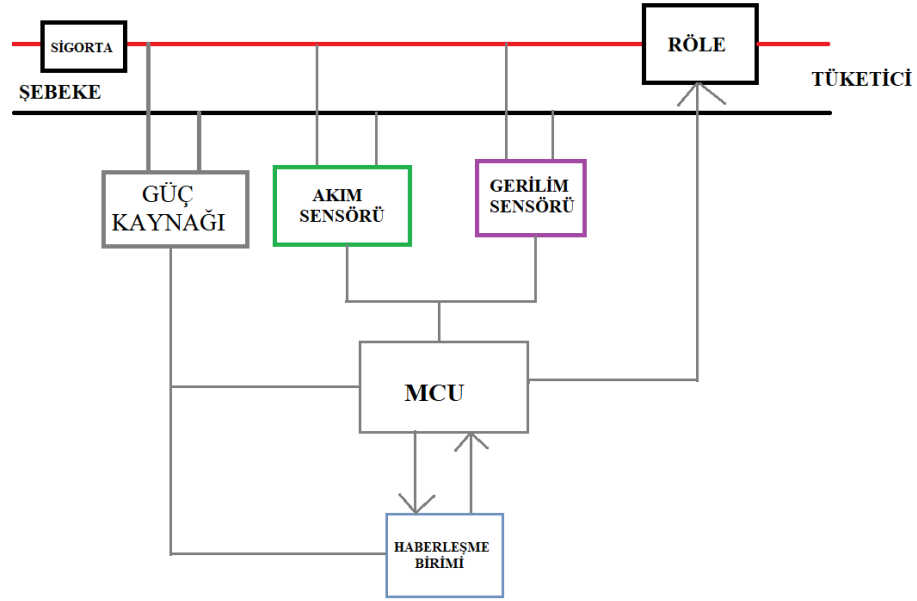 SİGORTA
RÖLE
ŞEBEKE
TÜKETİCİ
GÜÇ
KAYNAĞI
AKIM
SENSÖRÜ
GERİLİM
SENSÖRÜ
MCU
HABERLEŞME
BİRİMİ